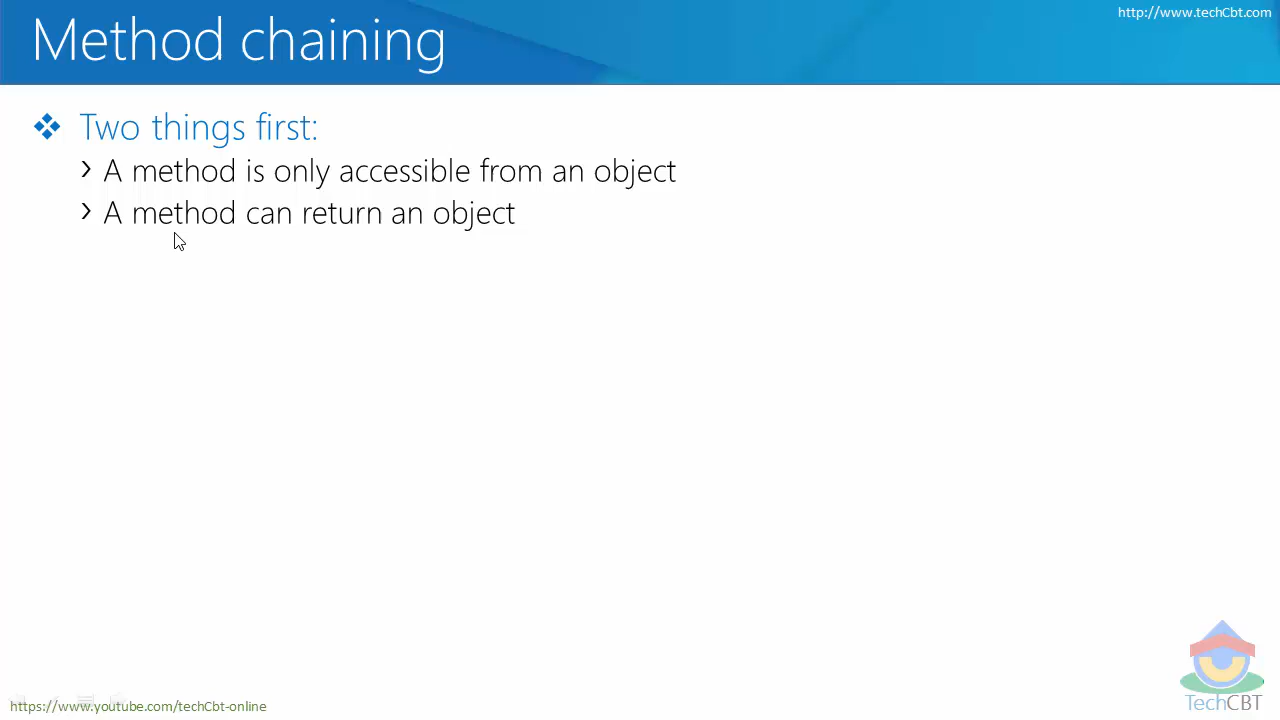 Method chaining
http://www.techCbt.com
Two things first:
A method is only accessible from an object
A method can return an object
TechCBT
https://www.youtube.com/techCbt-online